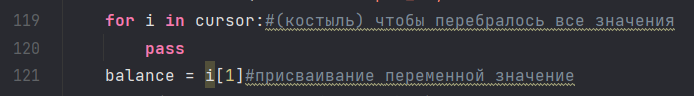 119 for i in cursor:#(костыль) чтобы перебралось все значения
120 pass
121 balance = i[1]#присваивание переменной значение